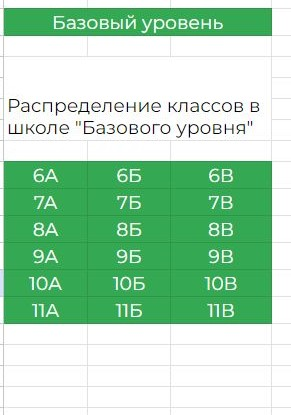 Базовый уровень
Распределение классов в
школе "Базового уровня"
6А 6Б 6В
7А 7Б 7В
8А 8Б 8В
9А 9Б 9В
10А 10Б 10В
11А 11Б 11В